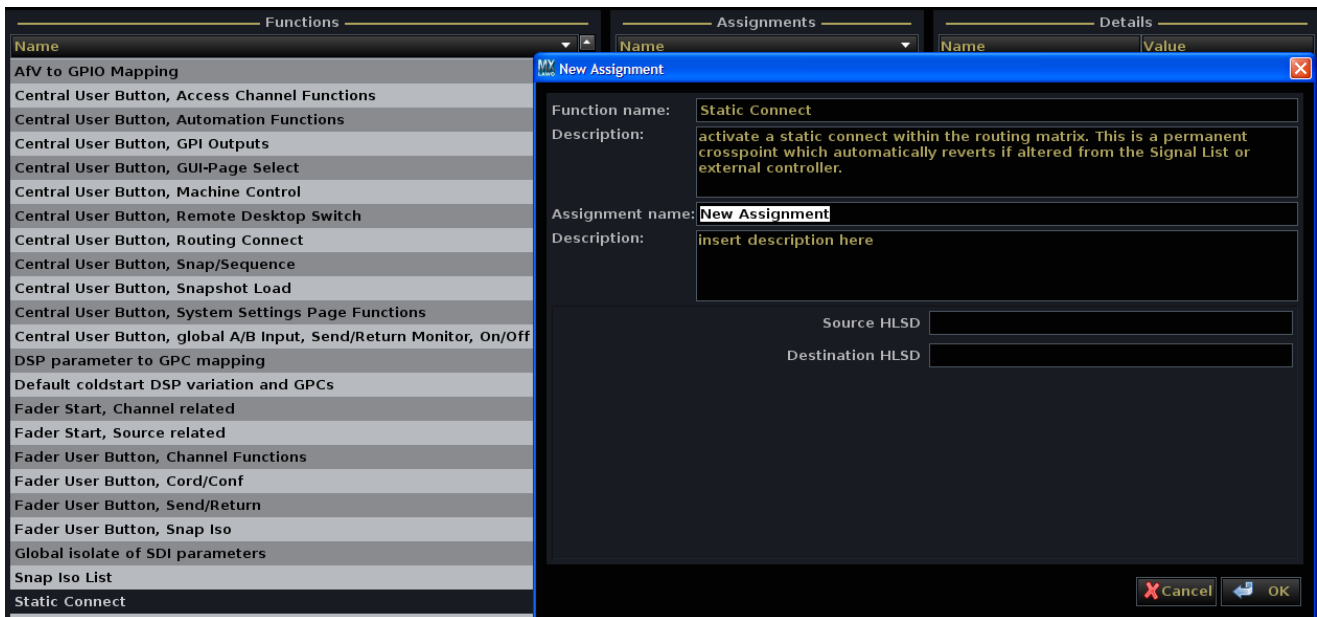 Functions
Assignments
Details
Name
Name
Name
Value
AfV to GPIO Mapping
Central User Button, Access Channel Functions
Central User Button, Automation Functions
Central User Button, GPI Outputs
Central User Button, GUI-Page Select
Central User Button, Machine Control
Central User Button, Remote Desktop Switch
Central User Button, Routing Connect
Central User Button, Snap/Sequence
Central User Button, Snapshot Load
Central User Button, System Settings Page Functions
Central User Button, global A/B Input, Send/Return Monitor, On/Off
DSP parameter to GPC mapping
Default coldstart DSP variation and GPCs
Fader Start, Channel related
Fader Start, Source related
Fader User Button, Channel Functions
Fader User Button, Cord/Conf
Fader User Button, Send/Return
Fader User Button, Snap Iso
Global isolate of SDI parameters
Snap Iso List
Static Connect
MX
LAWO
New Assignment
Function name:
Static Connect
Description:
activate a static connect within the routing matrix. This is a permanent
crosspoint which automatically reverts if altered from the Signal List or
external controller.
Assignment name:
New Assignment
Description:
insert description here
Source HLSD
Destination HLSD
Cancel
OK